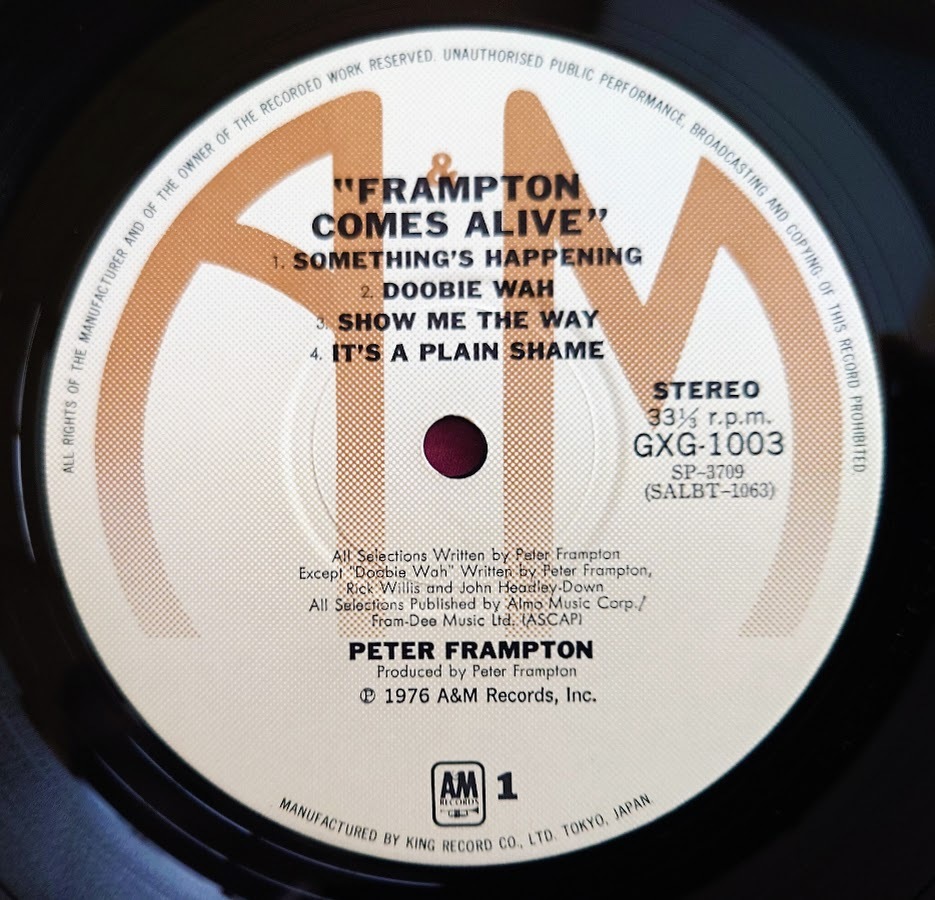 ALL RIGHTS OF THE MANUFACTURER AND OF THE OWNER OF THE RECORDED WORK RESERVED. UNAUTHORISED PUBLIC PERFORMANCE, BROADCASTING AND COPYING OF THIS RECORD PROHIBITED
A & M
"FRAMPTON
COMES ALIVE"
1. SOMETHING'S HAPPENING
2. DOOBIE WAH
3. SHOW ME THE WAY
4. IT'S A PLAIN SHAME
STEREO
33⅓ r.p.m.
GXG-1003
SP-3709
(SALBT-1063)
All Selections Written by Peter Frampton
Except "Doobie Wah" Written by Peter Frampton,
Rick Willis and John Headley-Down
All Selections Published by Almo Music Corp./
Fram-Dee Music Ltd. (ASCAP)
PETER FRAMPTON
Produced by Peter Frampton
℗ 1976 A&M Records, Inc.
A&M RECORDS 1
MANUFACTURED BY KING RECORD CO., LTD. TOKYO, JAPAN